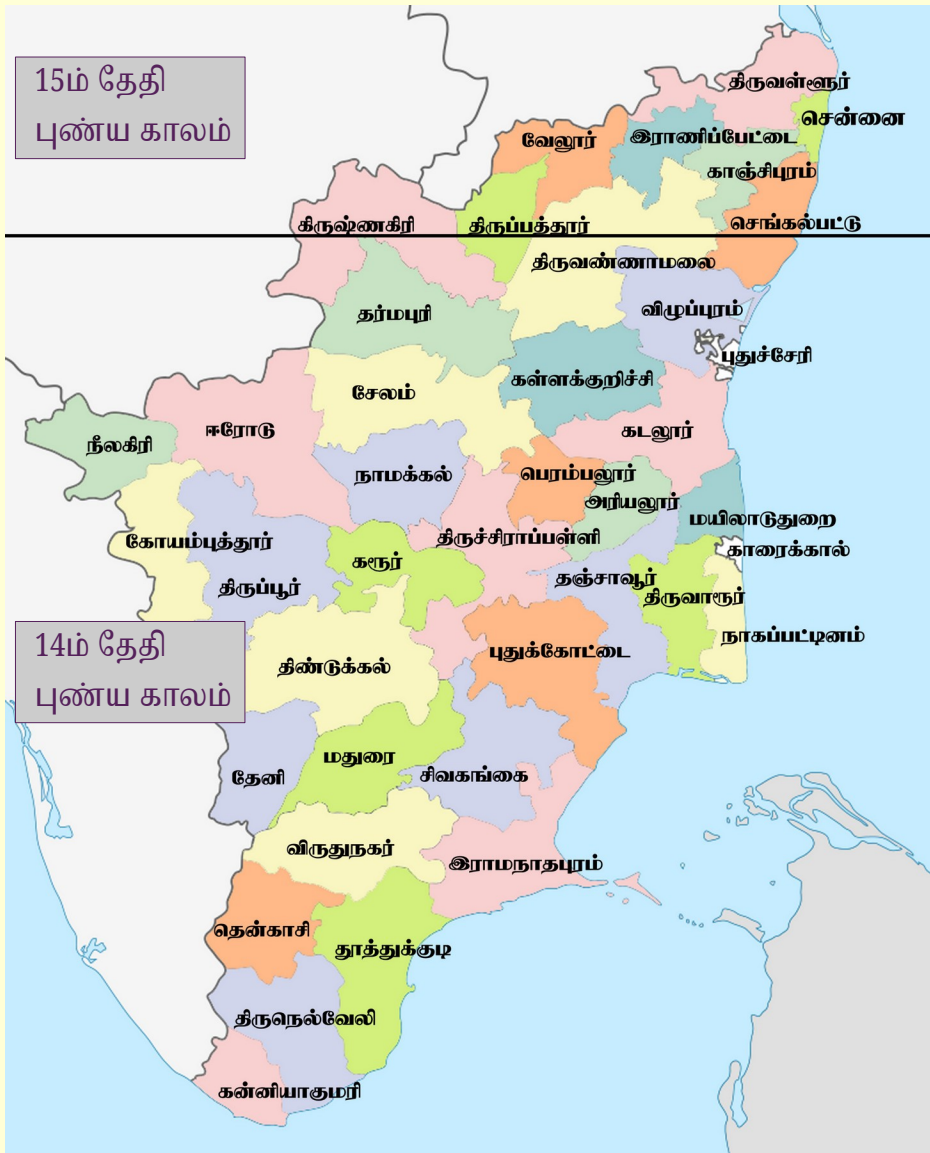 15ம் தேதி
புண்ய காலம்
திருவள்ளூர்
சென்னை
வேலூர்
இராணிப்பேட்டை
காஞ்சிபுரம்
கிருஷ்ணகிரி
திருப்பத்தூர்
செங்கல்பட்டு
திருவண்ணாமலை
தர்மபுரி
விழுப்புரம்
புதுச்சேரி
கள்ளக்குறிச்சி
சேலம்
ஈரோடு
கடலூர்
நீலகிரி
நாமக்கல்
பெரம்பலூர்
அரியலூர்
மயிலாடுதுறை
கோயம்புத்தூர்
திருச்சிராப்பள்ளி
காரைக்கால்
கரூர்
திருப்பூர்
தஞ்சாவூர்
திருவாரூர்
14ம் தேதி
புண்ய காலம்
நாகப்பட்டினம்
புதுக்கோட்டை
திண்டுக்கல்
மதுரை
தேனி
சிவகங்கை
விருதுநகர்
இராமநாதபுரம்
தென்காசி
தூத்துக்குடி
திருநெல்வேலி
கன்னியாகுமரி